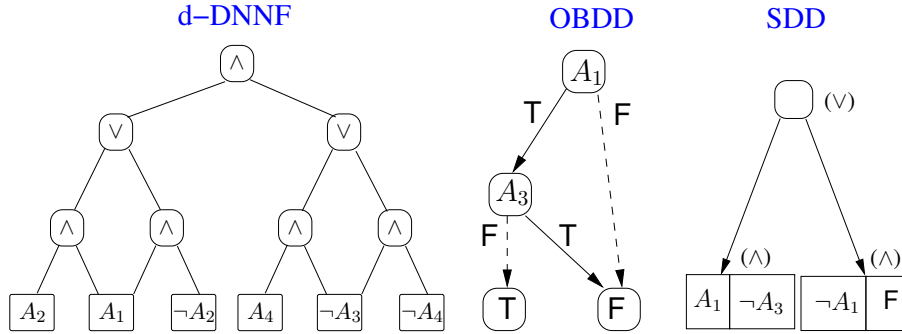 d–DNNF OBDD SDD
∧ A₁ (∨)
T F
∨ ∨
A₃
∧ ∧ ∧ ∧ F T
(∧) (∧)
A₂ A₁ ¬A₂ A₄ ¬A₃ ¬A₄ T F A₁ ¬A₃ ¬A₁ F